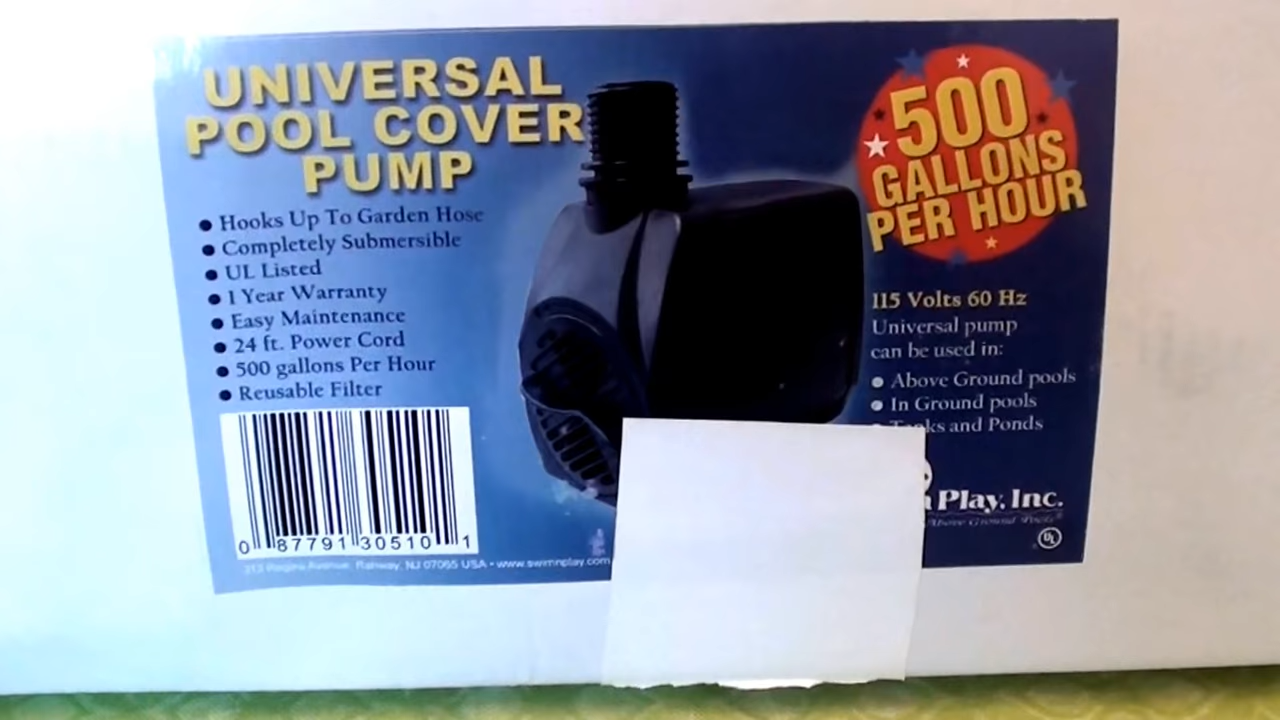 UNIVERSAL
POOL COVER
PUMP
• Hooks Up To Garden Hose
• Completely Submersible
• UL Listed
• 1 Year Warranty
• Easy Maintenance
• 24 ft. Power Cord
• 500 gallons Per Hour
• Reusable Filter
0 87791 30510 1
313 Regina Avenue, Rahway, NJ 07065 USA • www.swimnplay.com
500
GALLONS
PER HOUR
115 Volts 60 Hz
Universal pump
can be used in:
• Above Ground pools
• In Ground pools
• Tanks and Ponds
Play, Inc.
Above Ground Pools
UL